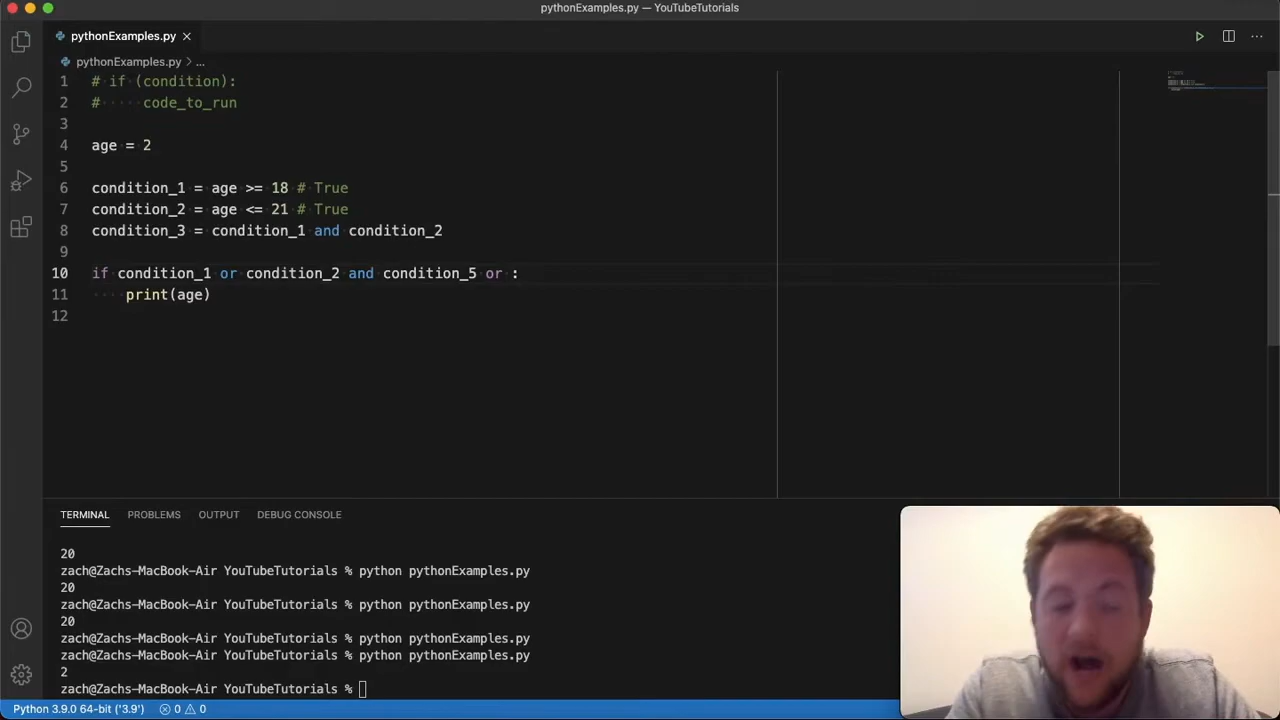 pythonExamples.py — YouTubeTutorials
pythonExamples.py
pythonExamples.py > ...
1 # if (condition):
2 # code_to_run
3
4 age = 2
5
6 condition_1 = age >= 18 # True
7 condition_2 = age <= 21 # True
8 condition_3 = condition_1 and condition_2
9
10 if condition_1 or condition_2 and condition_5 or :
11 print(age)
12
TERMINAL PROBLEMS OUTPUT DEBUG CONSOLE
20
zach@Zachs-MacBook-Air YouTubeTutorials % python pythonExamples.py
20
zach@Zachs-MacBook-Air YouTubeTutorials % python pythonExamples.py
20
zach@Zachs-MacBook-Air YouTubeTutorials % python pythonExamples.py
zach@Zachs-MacBook-Air YouTubeTutorials % python pythonExamples.py
2
zach@Zachs-MacBook-Air YouTubeTutorials %
Python 3.9.0 64-bit ('3.9') 0 0